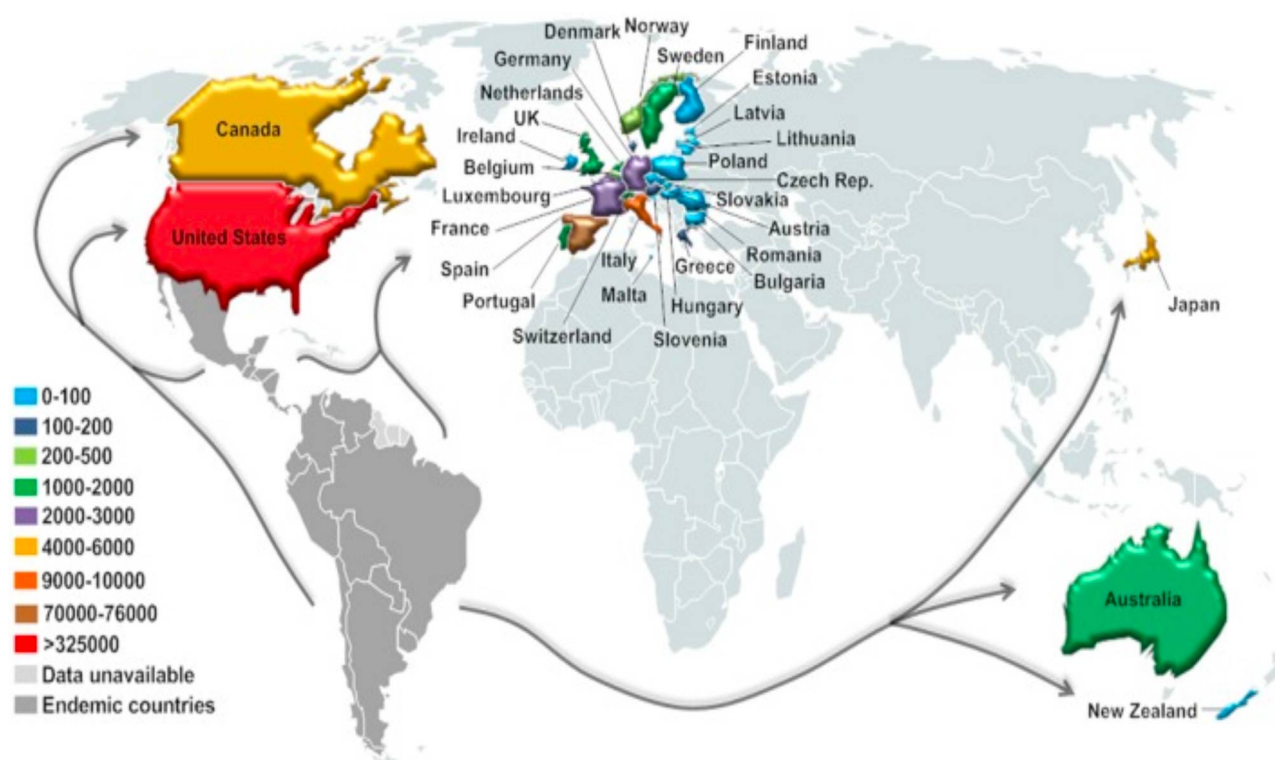 Denmark
Norway
Germany
Sweden
Finland
Netherlands
Estonia
UK
Latvia
Ireland
Lithuania
Belgium
Poland
Czech Rep.
Luxembourg
Slovakia
France
Austria
Spain
Italy
Greece
Romania
Portugal
Malta
Hungary
Bulgaria
Switzerland
Slovenia
Canada
United States
Japan
Australia
New Zealand
0-100
100-200
200-500
1000-2000
2000-3000
4000-6000
9000-10000
70000-76000
>325000
Data unavailable
Endemic countries